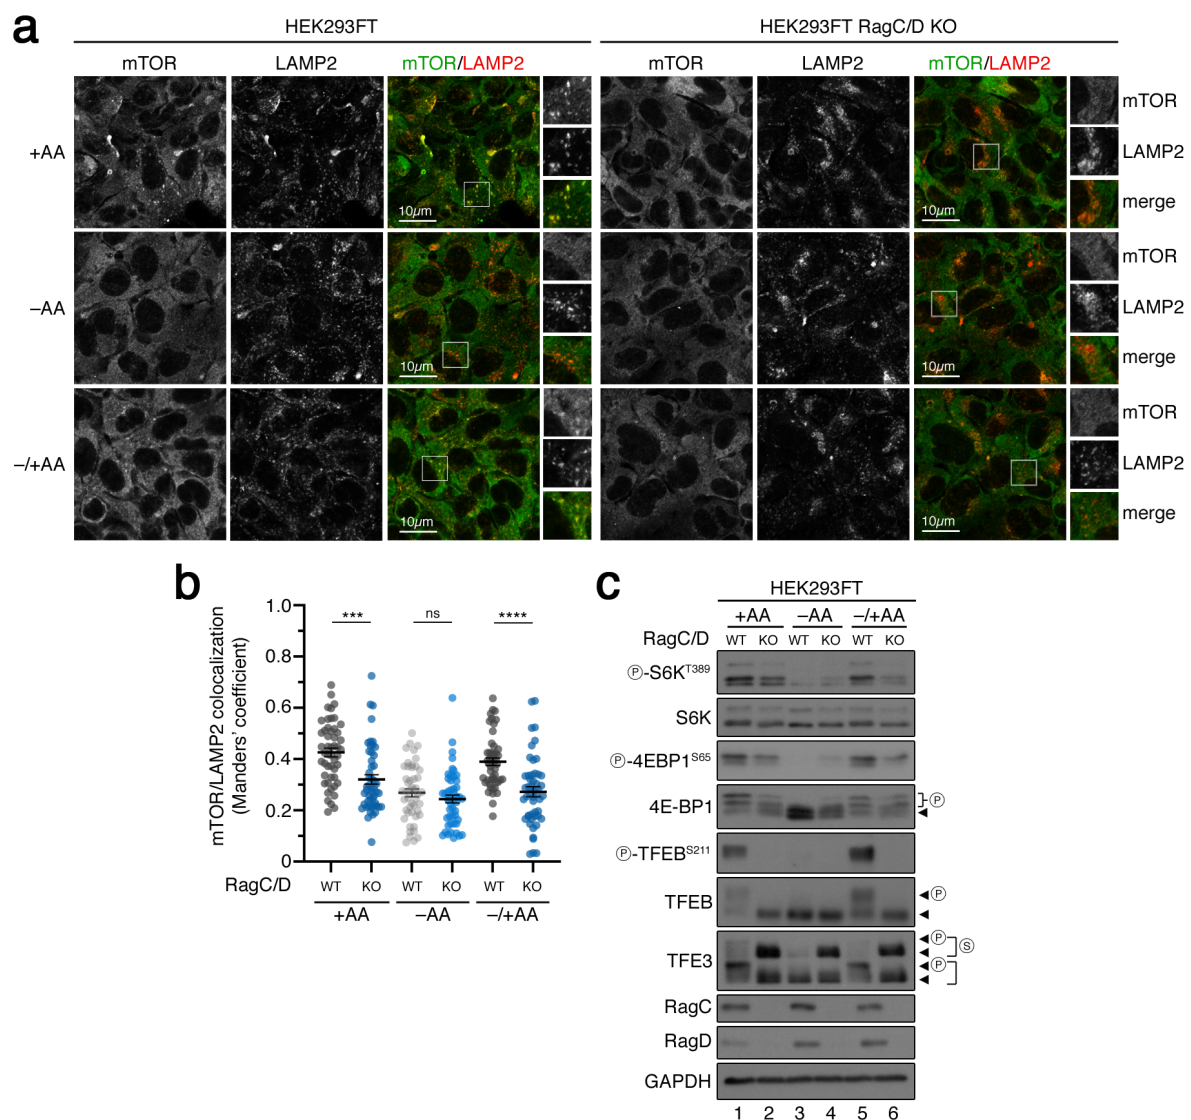 a
HEK293FT
HEK293FT RagC/D KO
mTOR LAMP2 mTOR/LAMP2
mTOR LAMP2 mTOR/LAMP2
+AA
10µm
10µm
mTOR
LAMP2
merge
–AA
10µm
10µm
mTOR
LAMP2
merge
–/+AA
10µm
10µm
mTOR
LAMP2
merge
b
mTOR/LAMP2 colocalization
(Manders' coefficient)
1.0
0.8
0.6
0.4
0.2
0
*** ns ****
RagC/D WT KO WT KO WT KO
+AA –AA –/+AA
c
HEK293FT
+AA –AA –/+AA
RagC/D WT KO WT KO WT KO
Ⓟ-S6K^T389
S6K
Ⓟ-4EBP1^S65
4E-BP1 Ⓟ
Ⓟ-TFEB^S211
TFEB Ⓟ
TFE3 Ⓟ Ⓢ
Ⓟ
RagC
RagD
GAPDH
1 2 3 4 5 6